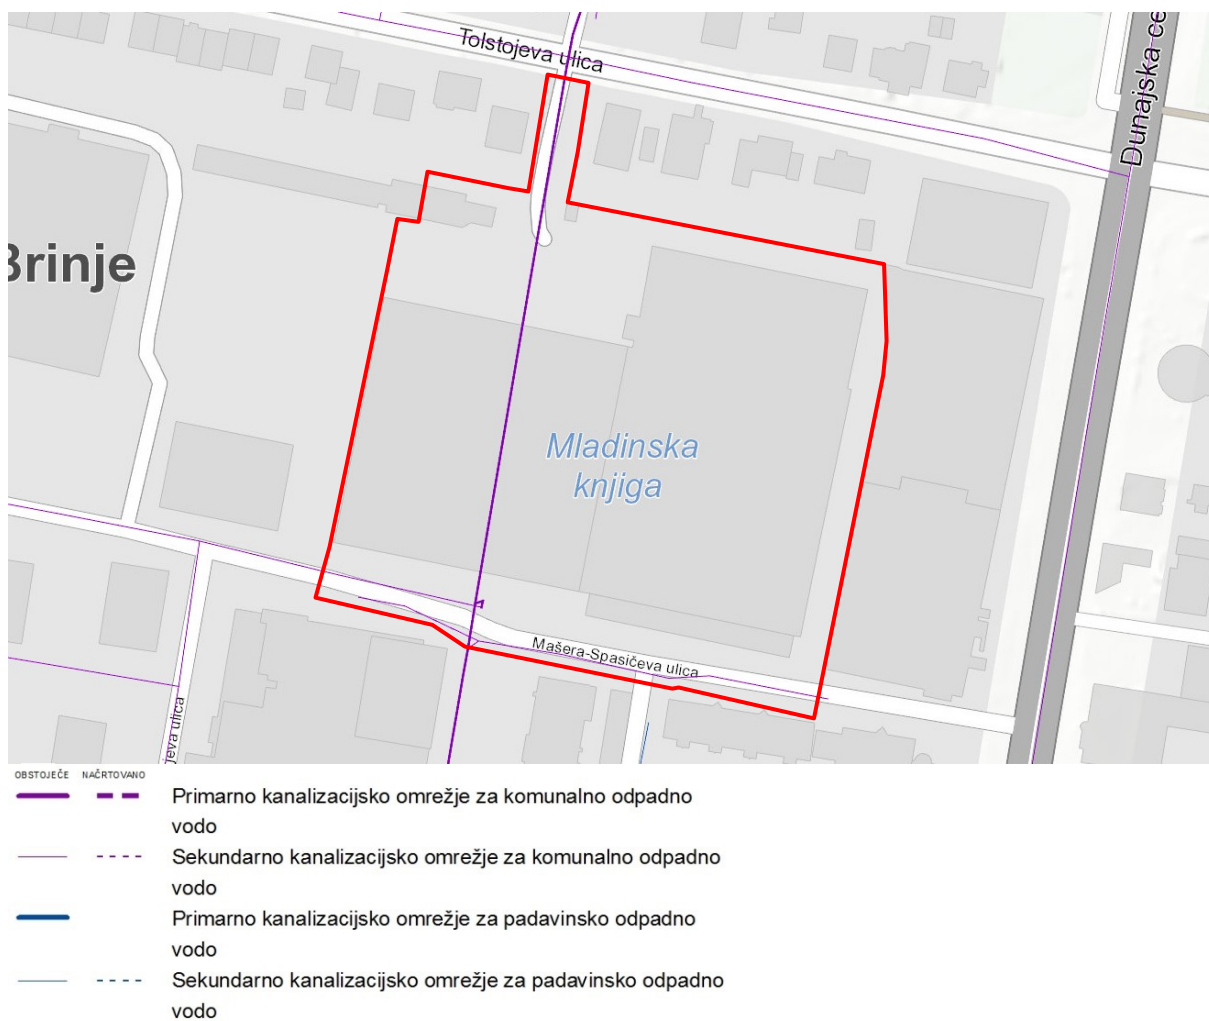 Tolstojeva ulica
Dunajska ce
Brinje
Mladinska
knjiga
Mašera-Spasičeva ulica
jeva ulica
OBSTOJEČE NAČRTOVANO
Primarno kanalizacijsko omrežje za komunalno odpadno
vodo
Sekundarno kanalizacijsko omrežje za komunalno odpadno
vodo
Primarno kanalizacijsko omrežje za padavinsko odpadno
vodo
Sekundarno kanalizacijsko omrežje za padavinsko odpadno
vodo